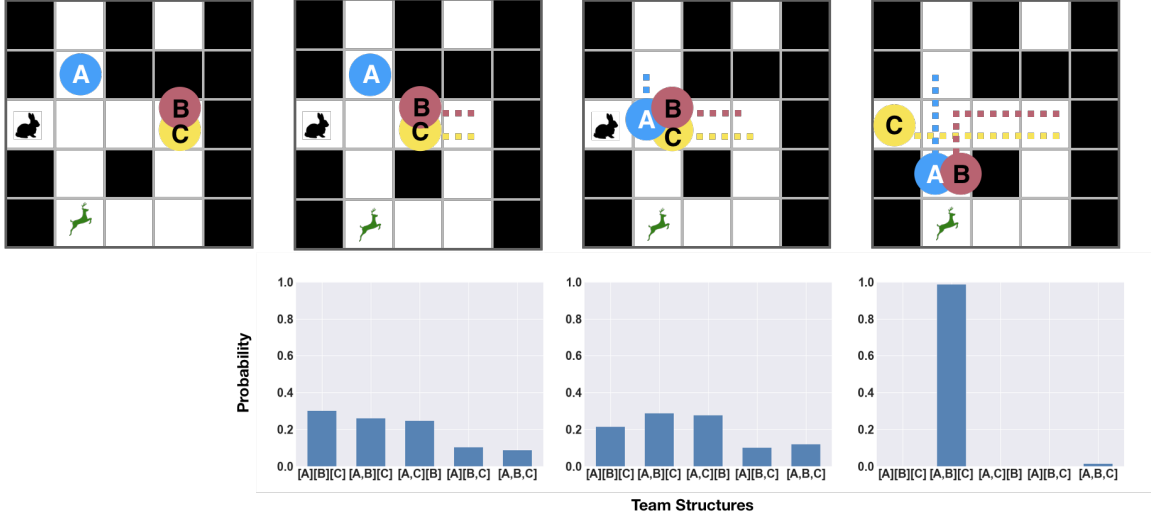 A
B
C
A
B
C
A
B
C
C
A
B
Probability
1.0
0.8
0.6
0.4
0.2
0.0
[A][B][C] [A,B][C] [A,C][B] [A][B,C] [A,B,C]
1.0
0.8
0.6
0.4
0.2
0.0
[A][B][C] [A,B][C] [A,C][B] [A][B,C] [A,B,C]
1.0
0.8
0.6
0.4
0.2
0.0
[A][B][C] [A,B][C] [A,C][B] [A][B,C] [A,B,C]
Team Structures